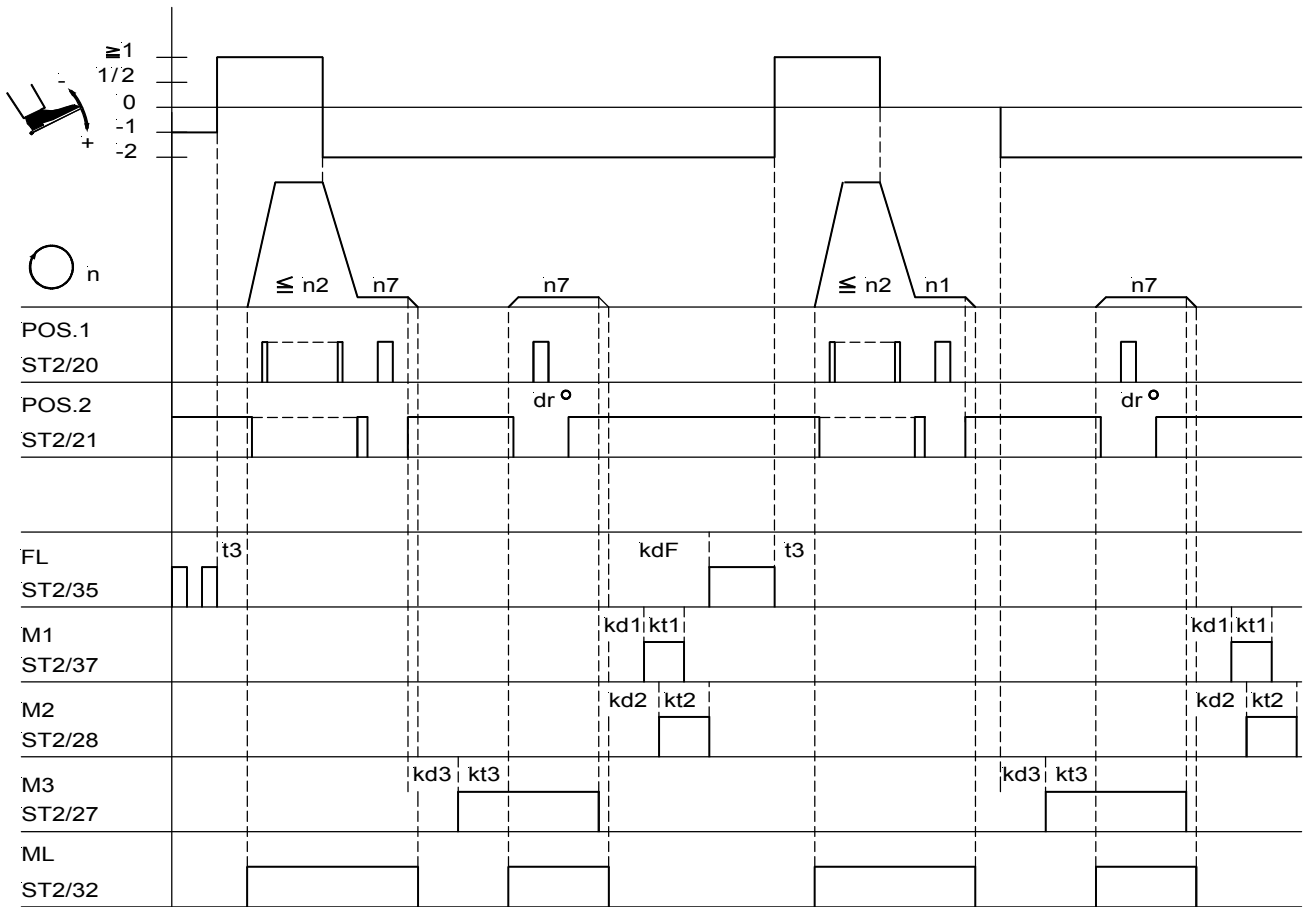 ≧1
1/2
0
-1
-2
-
+
n
≦ n2 n7 n7 ≦ n2 n1 n7
POS.1
ST2/20
POS.2 dr° dr°
ST2/21
FL t3 kdF t3
ST2/35
M1 kd1 kt1 kd1 kt1
ST2/37
M2 kd2 kt2 kd2 kt2
ST2/28
M3 kd3 kt3 kd3 kt3
ST2/27
ML
ST2/32